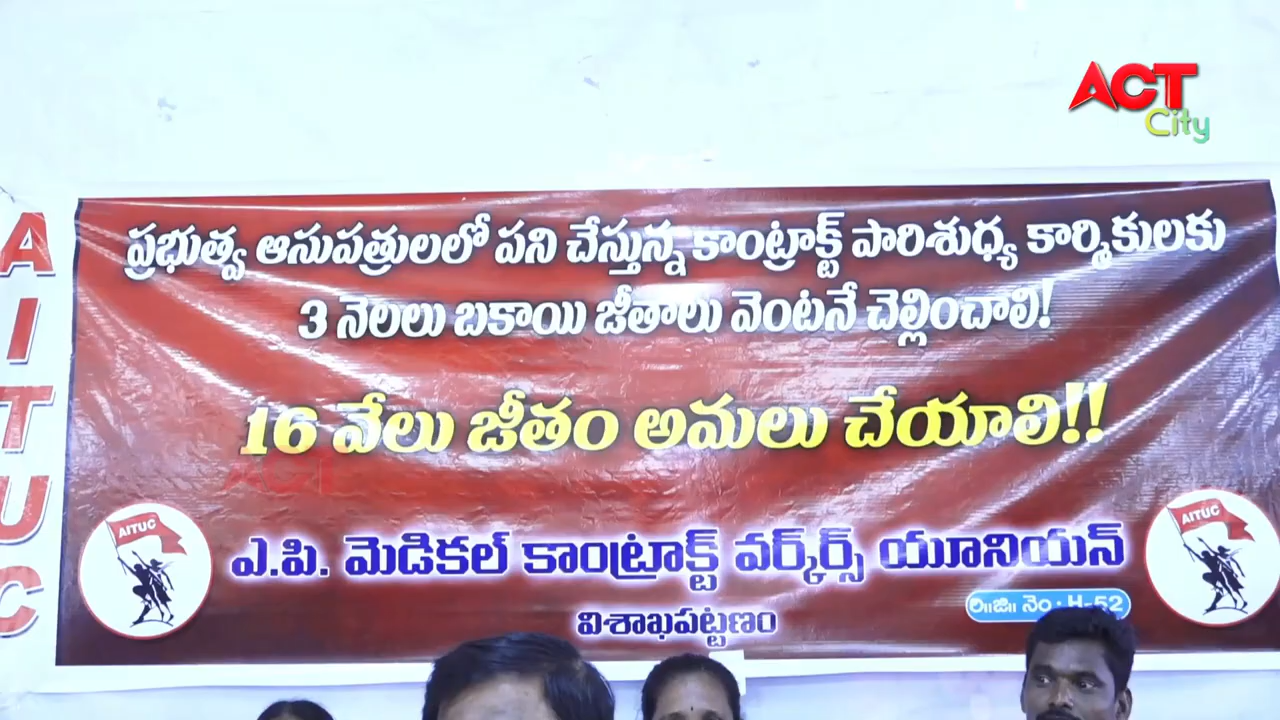 ACT
City
AITUC
ప్రభుత్వ ఆసుపత్రులలో పని చేస్తున్న కాంట్రాక్ట్ పారిశుధ్య కార్మికులకు
3 నెలలు బకాయి జీతాలు వెంటనే చెల్లించాలి!
16 వేలు జీతం అమలు చేయాలి!!
ACT
AITUC
AITUC
ఎ.పి. మెడికల్ కాంట్రాక్ట్ వర్కర్స్ యూనియన్
రి॥జి॥ నెం : H-52
విశాఖపట్టణం